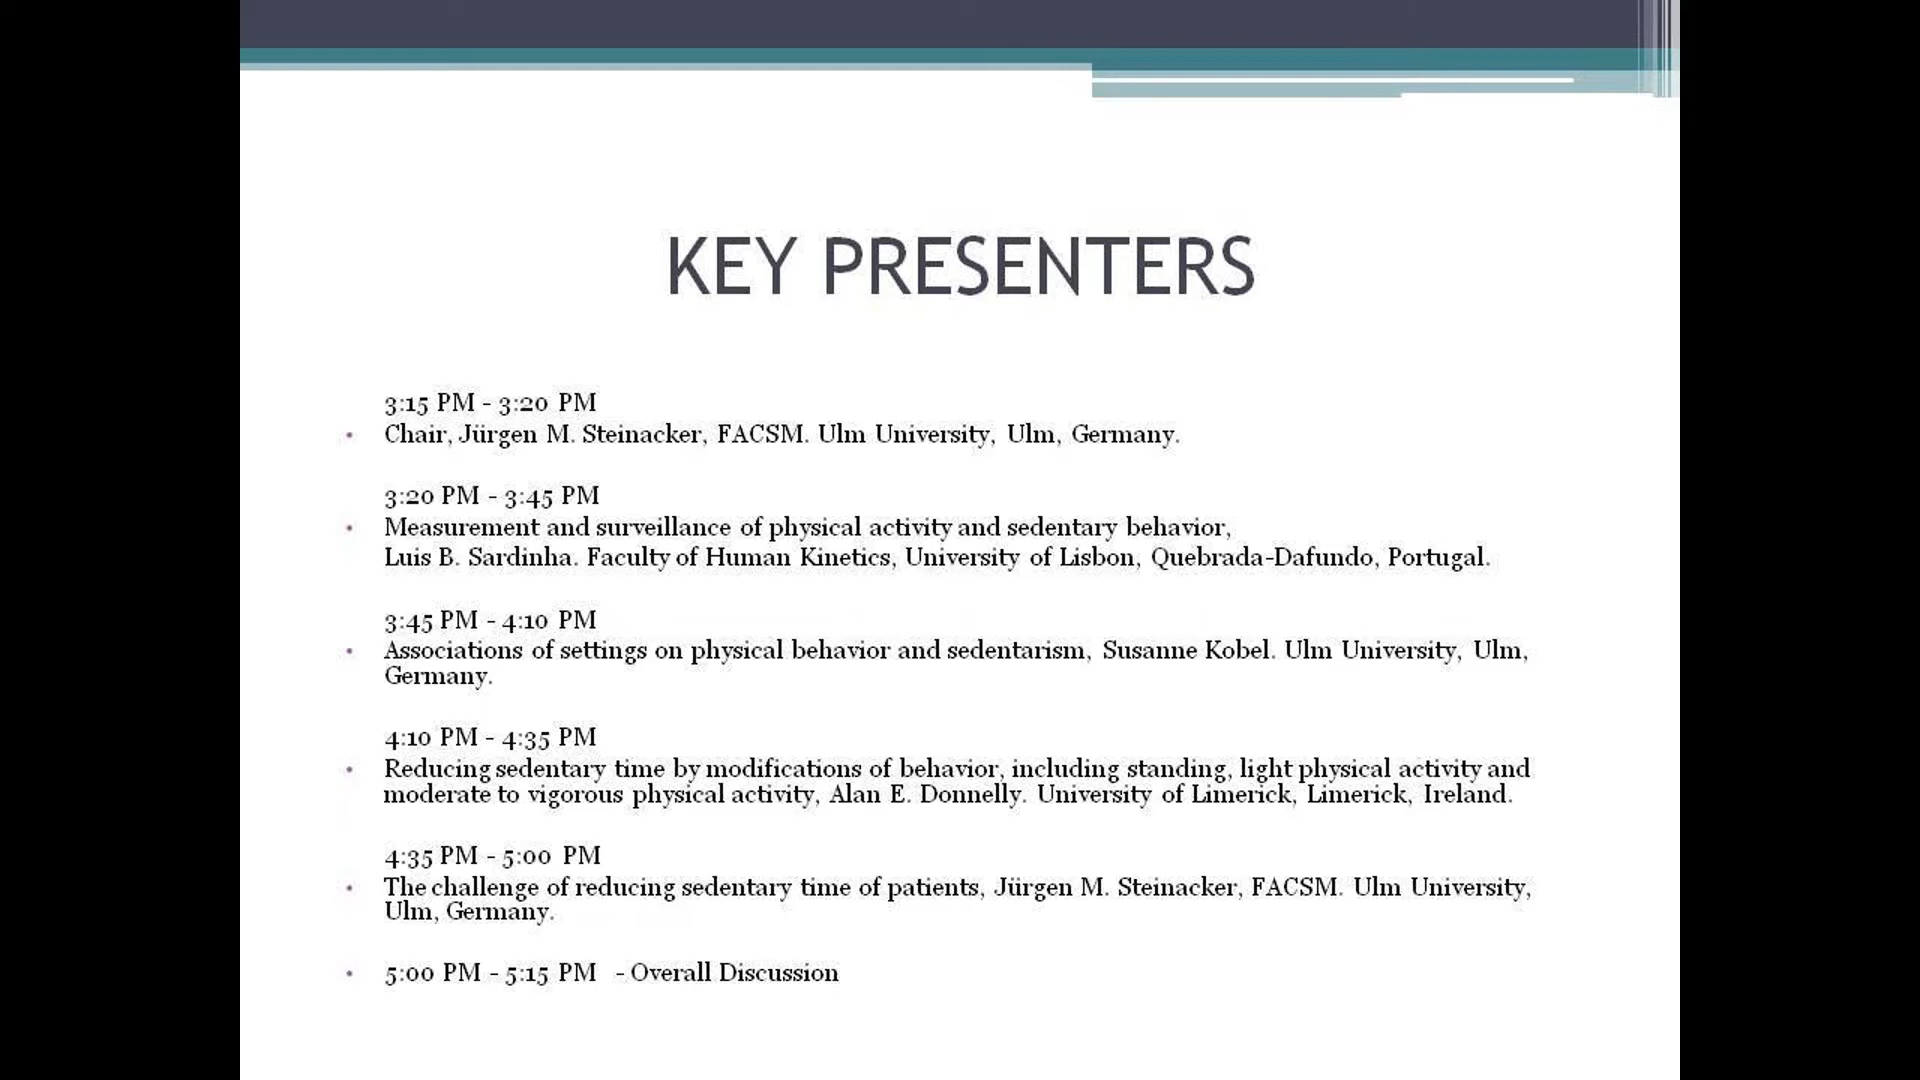 KEY PRESENTERS
3:15 PM - 3:20 PM
• Chair, Jürgen M. Steinacker, FACSM. Ulm University, Ulm, Germany.
3:20 PM - 3:45 PM
• Measurement and surveillance of physical activity and sedentary behavior,
Luis B. Sardinha. Faculty of Human Kinetics, University of Lisbon, Quebrada-Dafundo, Portugal.
3:45 PM - 4:10 PM
• Associations of settings on physical behavior and sedentarism, Susanne Kobel. Ulm University, Ulm,
Germany.
4:10 PM - 4:35 PM
• Reducing sedentary time by modifications of behavior, including standing, light physical activity and
moderate to vigorous physical activity, Alan E. Donnelly. University of Limerick, Limerick, Ireland.
4:35 PM - 5:00 PM
• The challenge of reducing sedentary time of patients, Jürgen M. Steinacker, FACSM. Ulm University,
Ulm, Germany.
• 5:00 PM - 5:15 PM - Overall Discussion